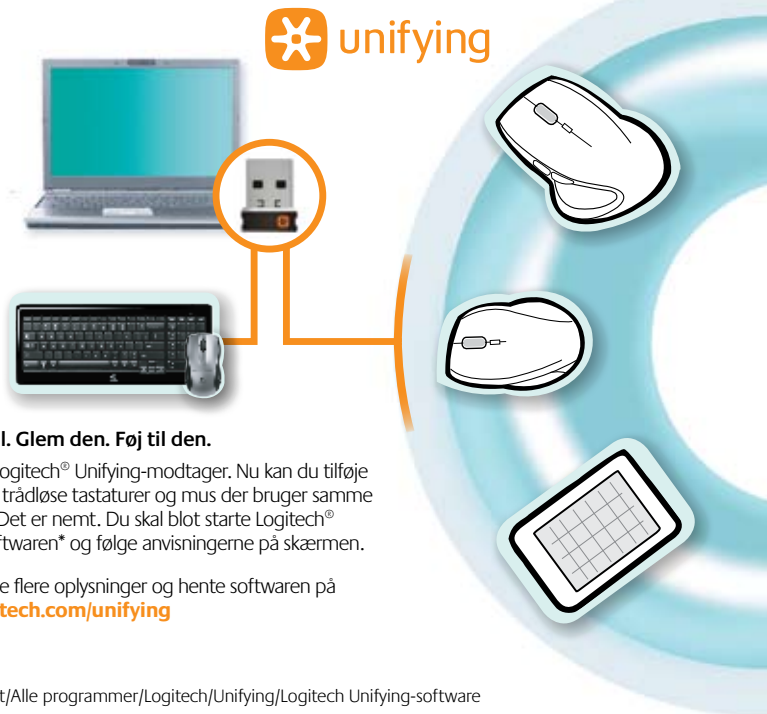 unifying
l. Glem den. Føj til den.
ogitech® Unifying-modtager. Nu kan du tilføje
trådløse tastaturer og mus der bruger samme
Det er nemt. Du skal blot starte Logitech®
ftwaren* og følge anvisningerne på skærmen.
e flere oplysninger og hente softwaren på
tech.com/unifying
t/Alle programmer/Logitech/Unifying/Logitech Unifying-software